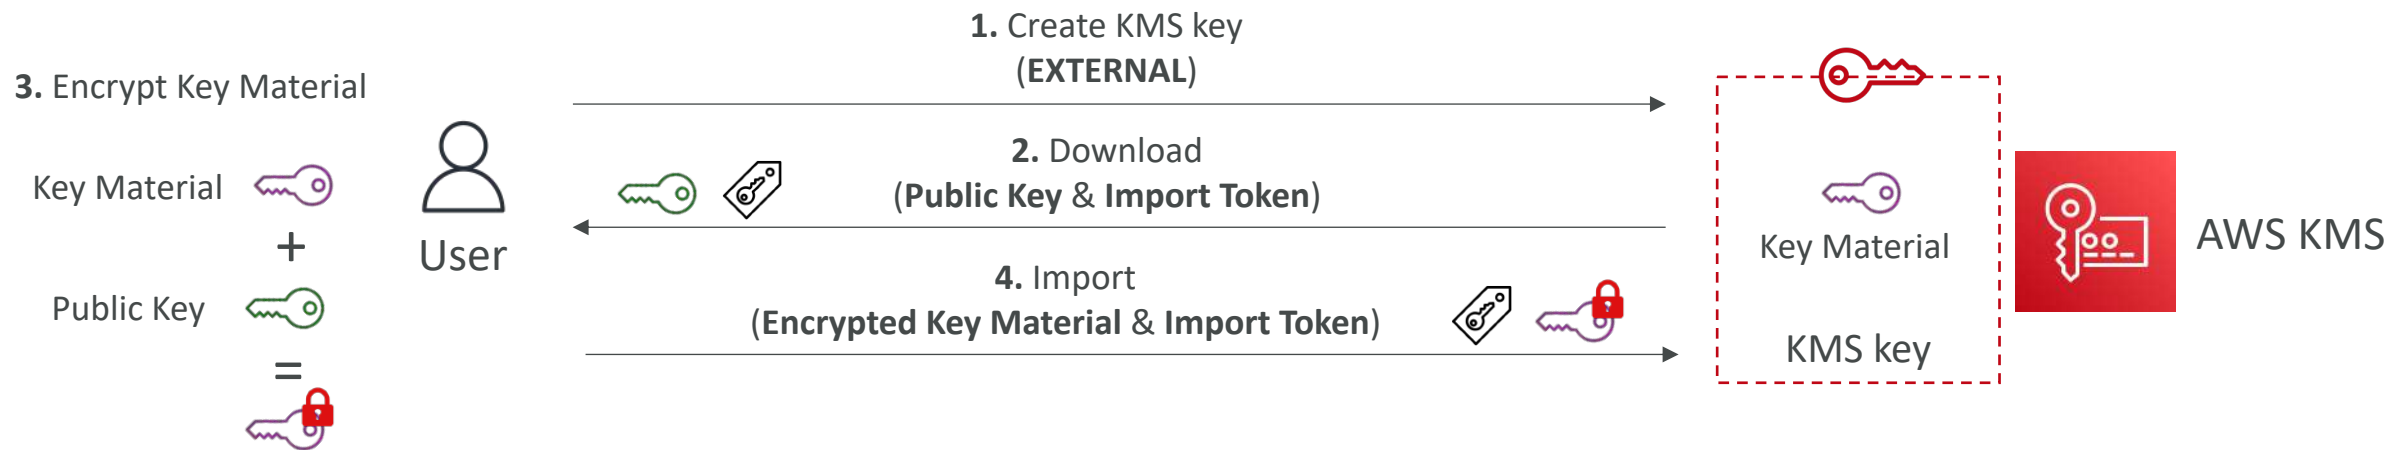 1. Create KMS key
(EXTERNAL)
3. Encrypt Key Material
2. Download
(Public Key & Import Token)
Key Material
+
User
Public Key
=
4. Import
(Encrypted Key Material & Import Token)
Key Material
KMS key
AWS KMS